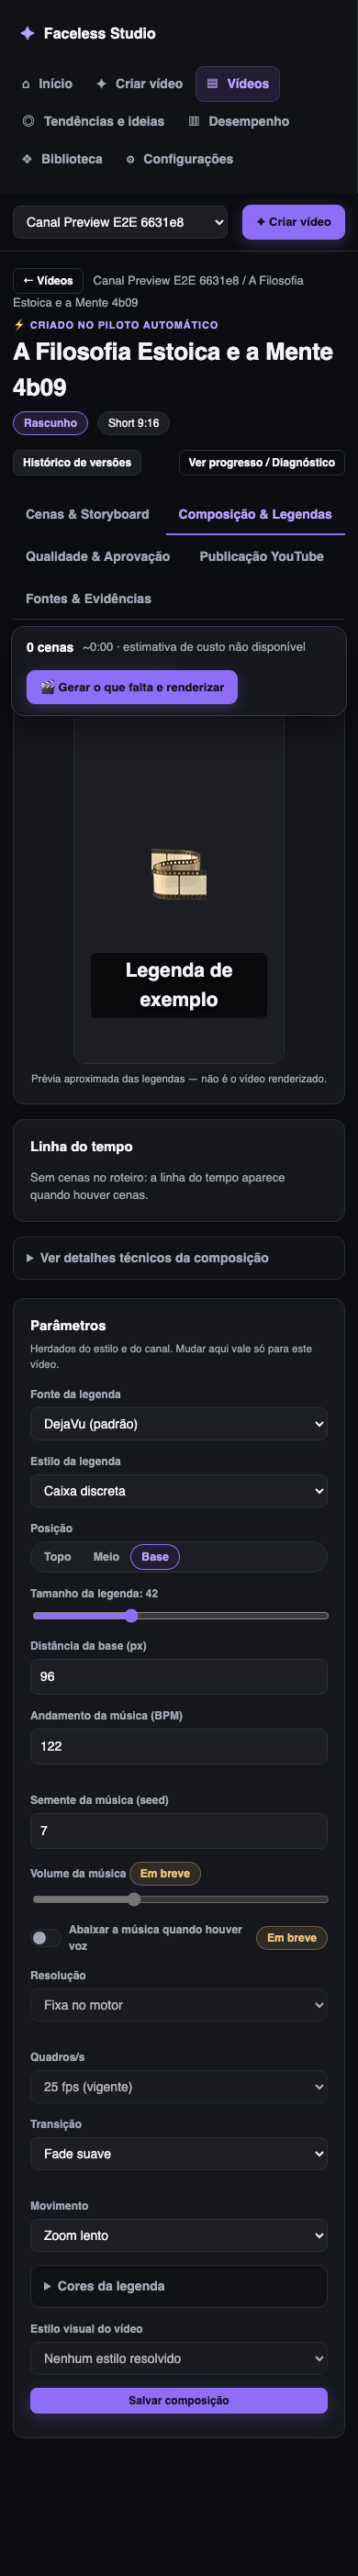 Faceless Studio
Início
Criar vídeo
Vídeos
Tendências e ideias
Desempenho
Biblioteca
Configurações
Canal Preview E2E 6631e8
✦ Criar vídeo
← Vídeos
Canal Preview E2E 6631e8 / A Filosofia
Estoica e a Mente 4b09
⚡ CRIADO NO PILOTO AUTOMÁTICO
A Filosofia Estoica e a Mente
4b09
Rascunho
Short 9:16
Histórico de versões
Ver progresso / Diagnóstico
Cenas & Storyboard
Composição & Legendas
Qualidade & Aprovação
Publicação YouTube
Fontes & Evidências
0 cenas ~0:00 · estimativa de custo não disponível
🎬 Gerar o que falta e renderizar
Legenda de
exemplo
Prévia aproximada das legendas — não é o vídeo renderizado.
Linha do tempo
Sem cenas no roteiro: a linha do tempo aparece
quando houver cenas.
▶ Ver detalhes técnicos da composição
Parâmetros
Herdados do estilo e do canal. Mudar aqui vale só para este
vídeo.
Fonte da legenda
DejaVu (padrão)
Estilo da legenda
Caixa discreta
Posição
Topo
Meio
Base
Tamanho da legenda: 42
Distância da base (px)
96
Andamento da música (BPM)
122
Semente da música (seed)
7
Volume da música
Em breve
Abaixar a música quando houver
voz
Em breve
Resolução
Fixa no motor
Quadros/s
25 fps (vigente)
Transição
Fade suave
Movimento
Zoom lento
▶ Cores da legenda
Estilo visual do vídeo
Nenhum estilo resolvido
Salvar composição